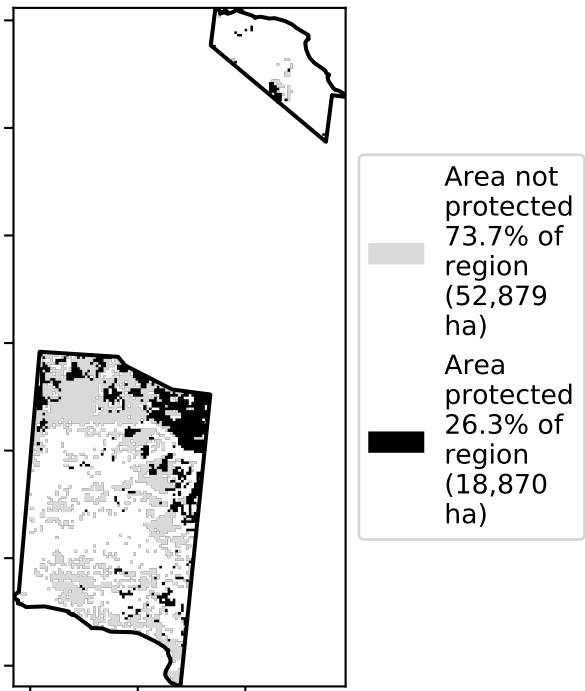 Area not
protected
73.7% of
region
(52,879
ha)
Area
protected
26.3% of
region
(18,870
ha)